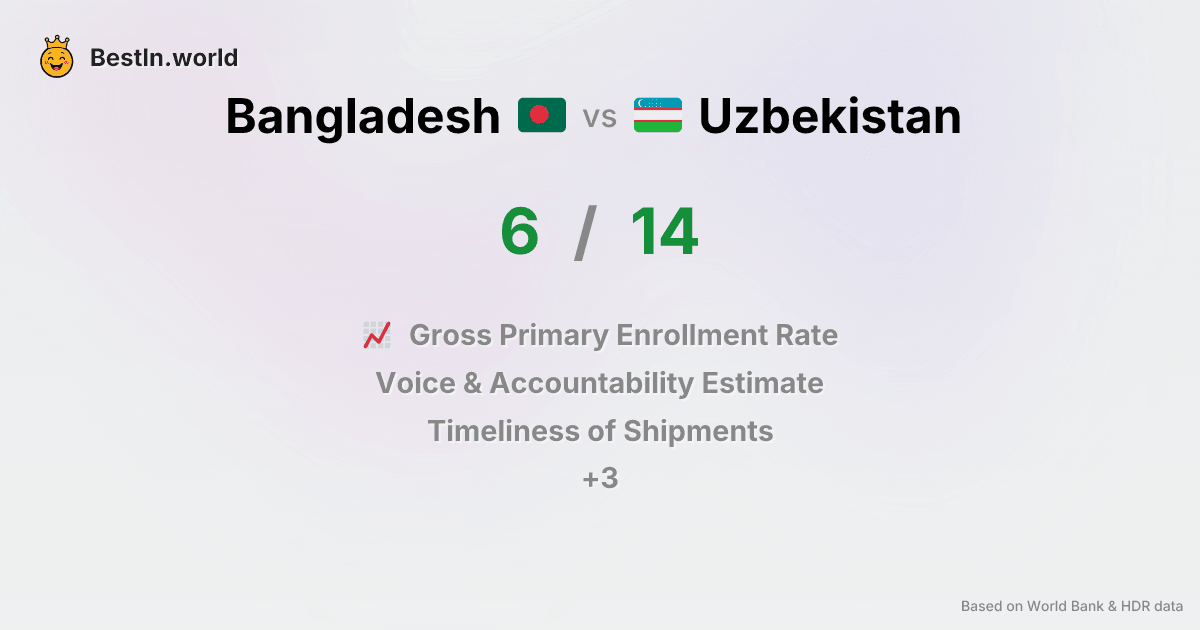 BestIn.world
Bangladesh vs Uzbekistan
6 / 14
Gross Primary Enrollment Rate
Voice & Accountability Estimate
Timeliness of Shipments
+3
Based on World Bank & HDR data